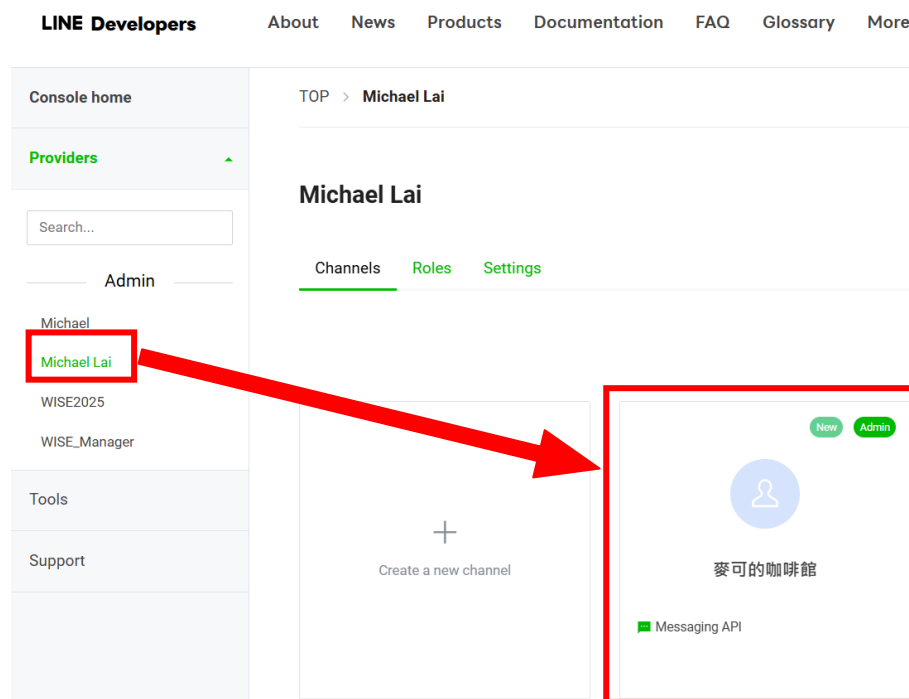 LINE Developers
About News Products Documentation FAQ Glossary More
Console home
Providers
Search...
Admin
Michael
Michael Lai
WISE2025
WISE_Manager
Tools
Support
TOP > Michael Lai
Michael Lai
Channels Roles Settings
Create a new channel
New Admin
麥可的咖啡館
Messaging API